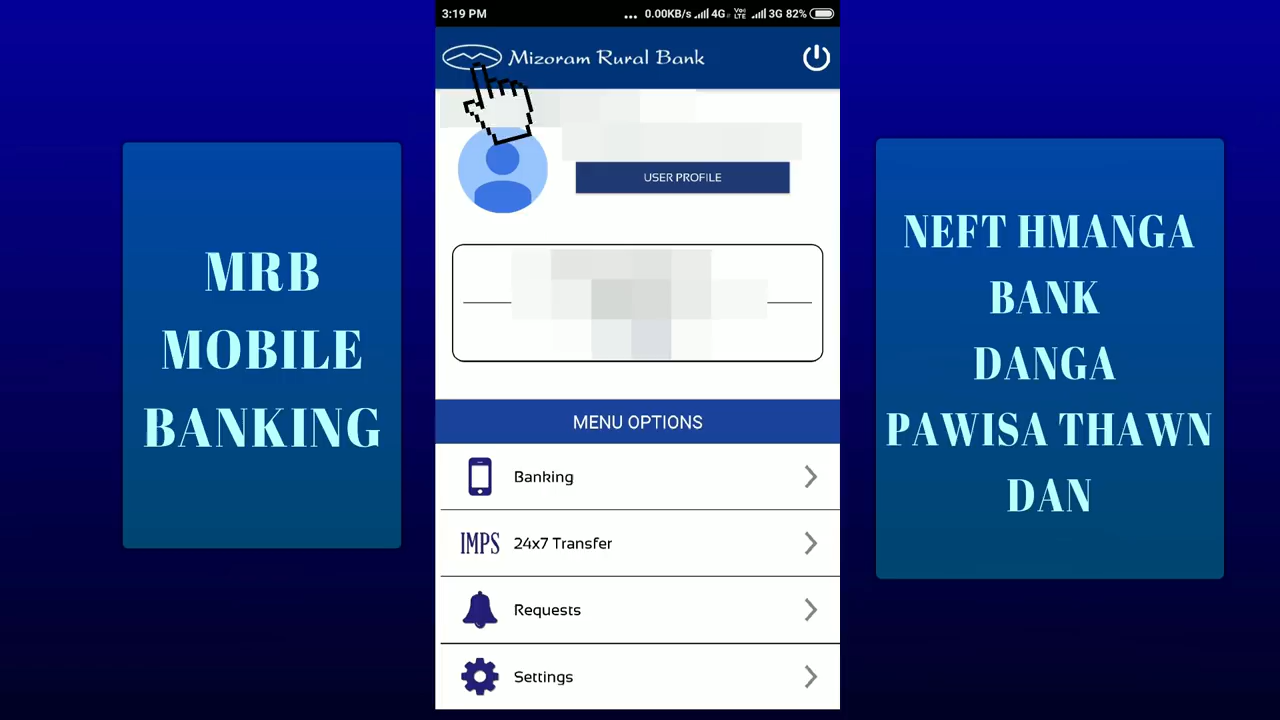 3:19 PM
... 0.00KB/s 4G VoLTE 3G 82%
Mizoram Rural Bank
USER PROFILE
MRB
MOBILE
BANKING
NEFT HMANGA
BANK
DANGA
PAWISA THAWN
DAN
MENU OPTIONS
Banking
IMPS 24x7 Transfer
Requests
Settings